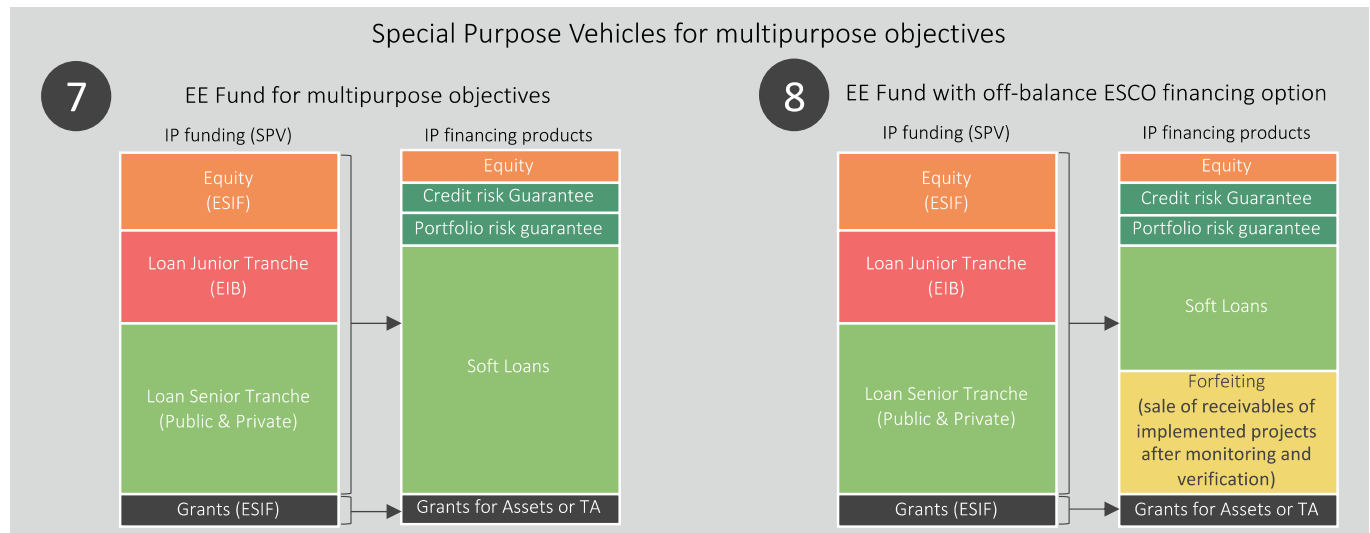 Special Purpose Vehicles for multipurpose objectives
7
EE Fund for multipurpose objectives
IP funding (SPV)
IP financing products
Equity
(ESIF)
Loan Junior Tranche
(EIB)
Loan Senior Tranche
(Public & Private)
Grants (ESIF)
Equity
Credit risk Guarantee
Portfolio risk guarantee
Soft Loans
Grants for Assets or TA
8
EE Fund with off-balance ESCO financing option
IP funding (SPV)
IP financing products
Equity
(ESIF)
Loan Junior Tranche
(EIB)
Loan Senior Tranche
(Public & Private)
Grants (ESIF)
Equity
Credit risk Guarantee
Portfolio risk guarantee
Soft Loans
Forfeiting
(sale of receivables of
implemented projects
after monitoring and
verification)
Grants for Assets or TA